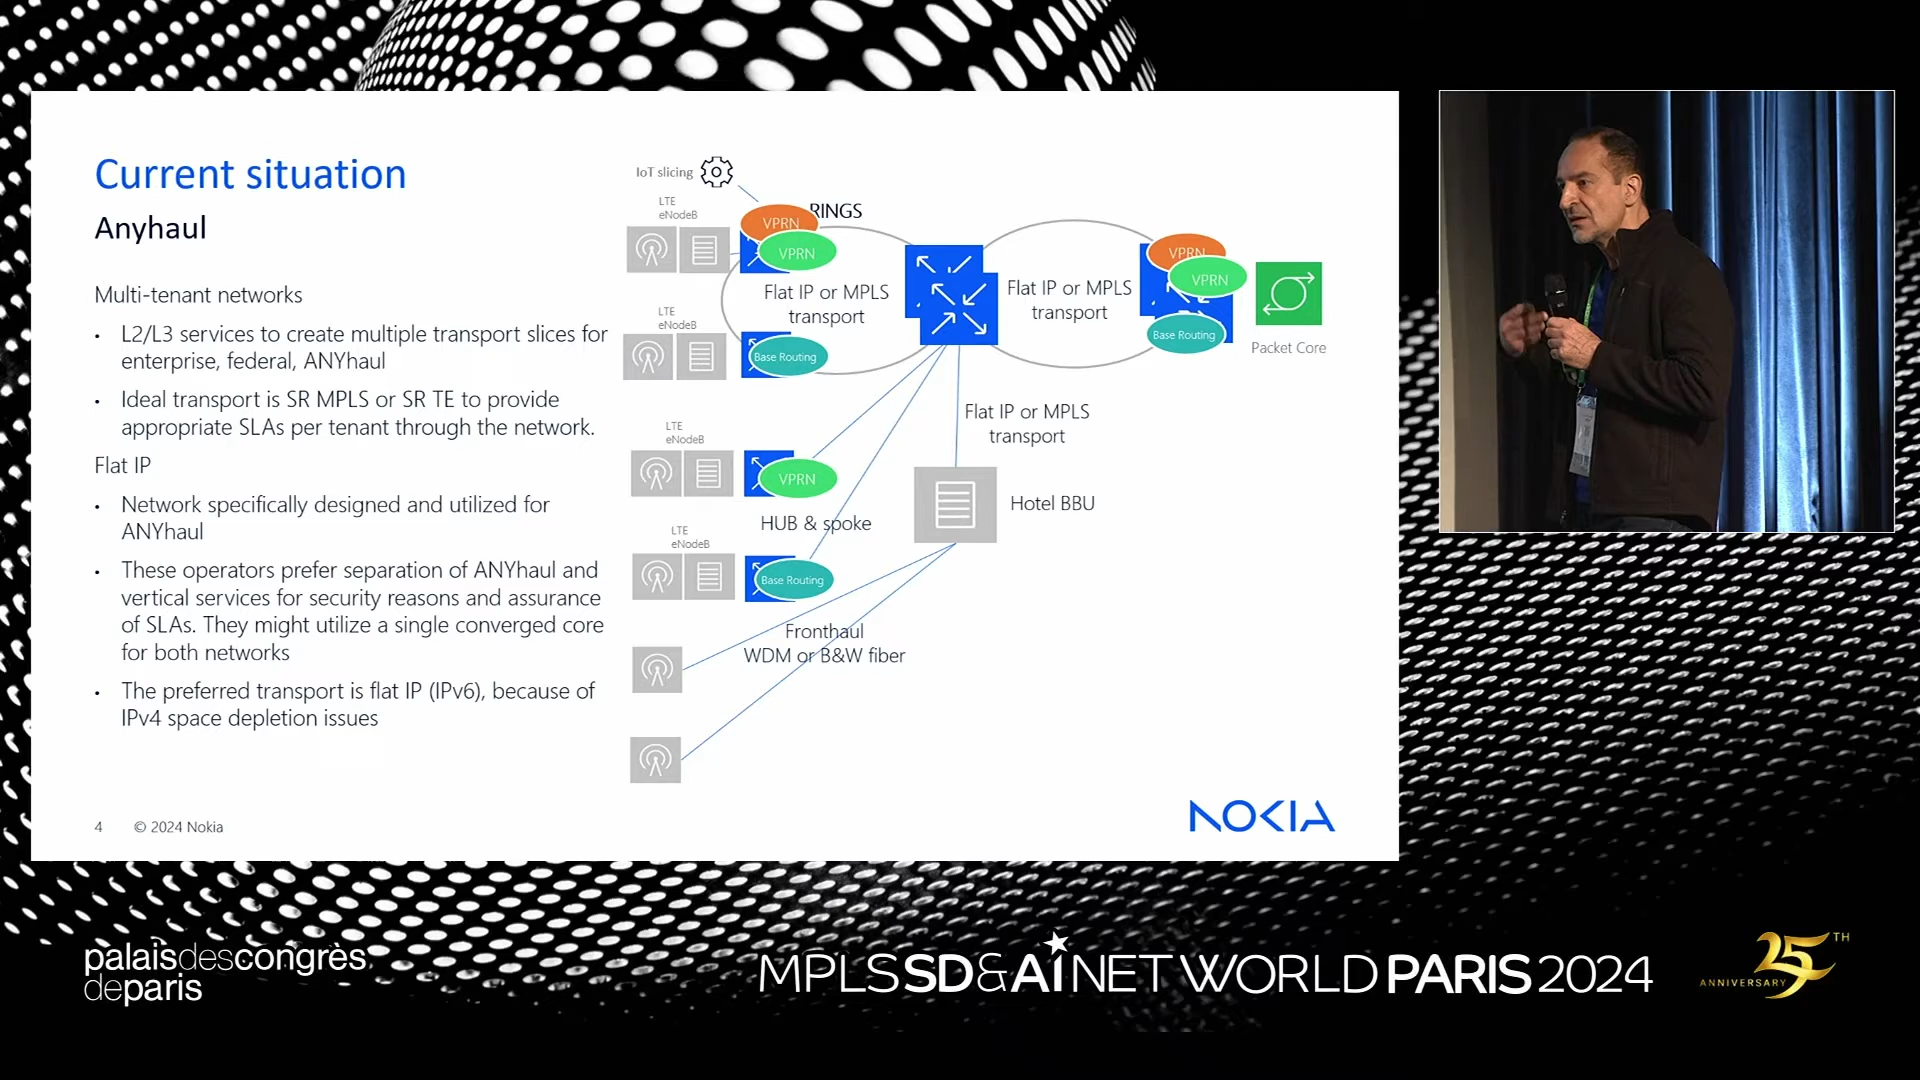 Current situation
Anyhaul
Multi-tenant networks
• L2/L3 services to create multiple transport slices for
enterprise, federal, ANYhaul
• Ideal transport is SR MPLS or SR TE to provide
appropriate SLAs per tenant through the network.
Flat IP
• Network specifically designed and utilized for
ANYhaul
• These operators prefer separation of ANYhaul and
vertical services for security reasons and assurance
of SLAs. They might utilize a single converged core
for both networks
• The preferred transport is flat IP (IPv6), because of
IPv4 space depletion issues
IoT slicing
LTE
eNodeB
VPRN
RINGS
VPRN
Flat IP or MPLS
transport
LTE
eNodeB
Base Routing
Flat IP or MPLS
transport
VPRN
VPRN
Base Routing
Packet Core
LTE
eNodeB
VPRN
HUB & spoke
Flat IP or MPLS
transport
Hotel BBU
LTE
eNodeB
Base Routing
Fronthaul
WDM or B&W fiber
4 © 2024 Nokia
NOKIA
palaisdescongrès
deparis
MPLS SD & AI NET WORLD PARIS 2024
25TH
ANNIVERSARY